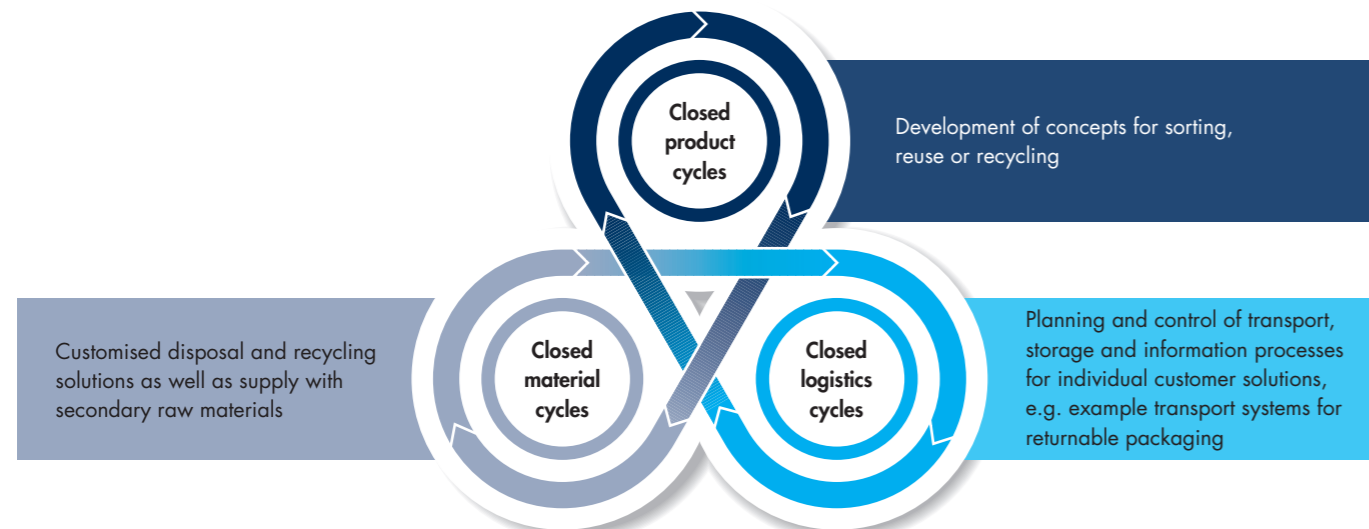 Closed
product
cycles
Development of concepts for sorting,
reuse or recycling
Customised disposal and recycling
solutions as well as supply with
secondary raw materials
Closed
material
cycles
Closed
logistics
cycles
Planning and control of transport,
storage and information processes
for individual customer solutions,
e.g. example transport systems for
returnable packaging